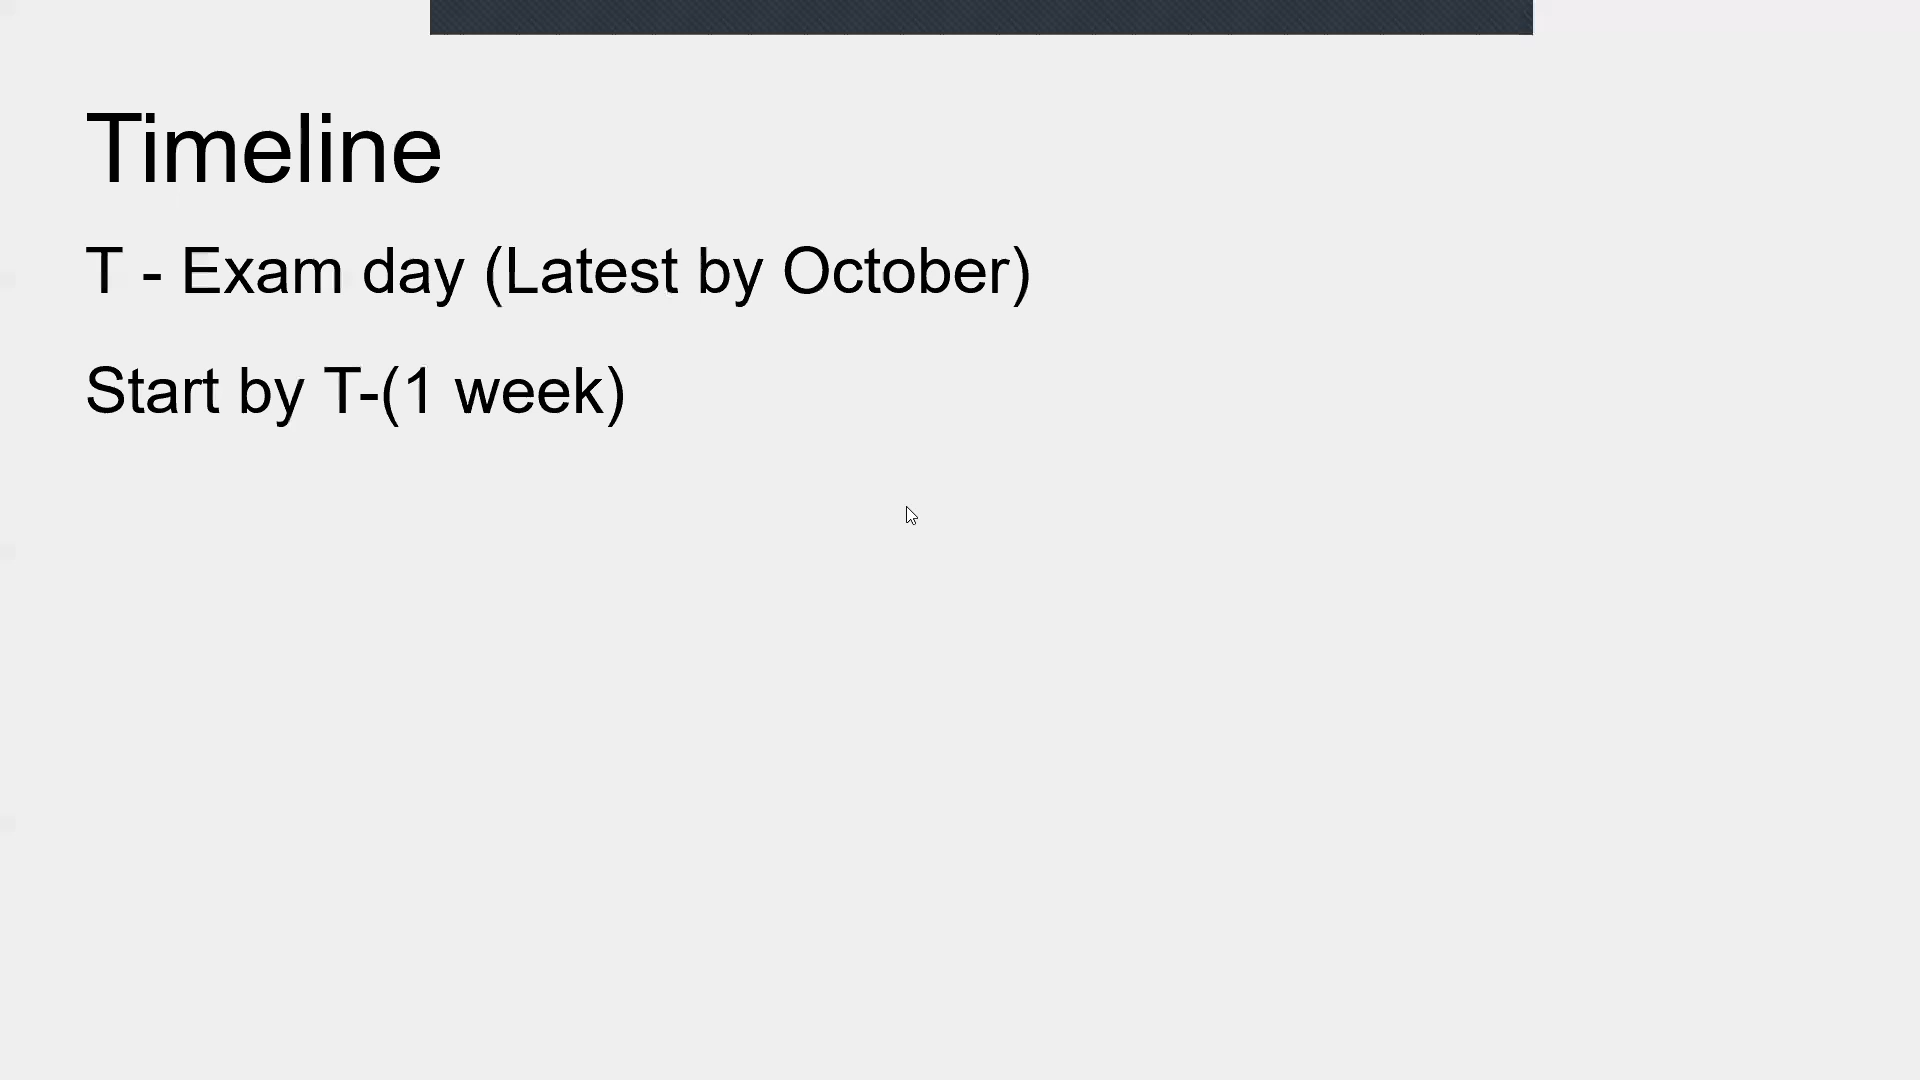 Timeline
T - Exam day (Latest by October)
Start by T-(1 week)